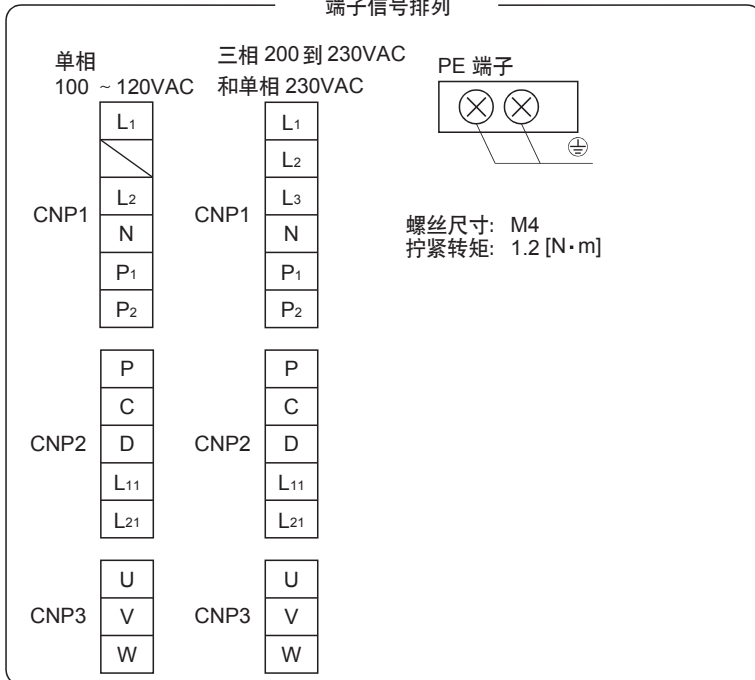 端子信号排列
单相
100 ~ 120VAC
三相 200 到 230VAC
和单相 230VAC
PE 端子
CNP1
L1
L2
N
P1
P2
CNP1
L1
L2
L3
N
P1
P2
螺丝尺寸: M4
拧紧转矩: 1.2 [N·m]
CNP2
P
C
D
L11
L21
CNP2
P
C
D
L11
L21
CNP3
U
V
W
CNP3
U
V
W